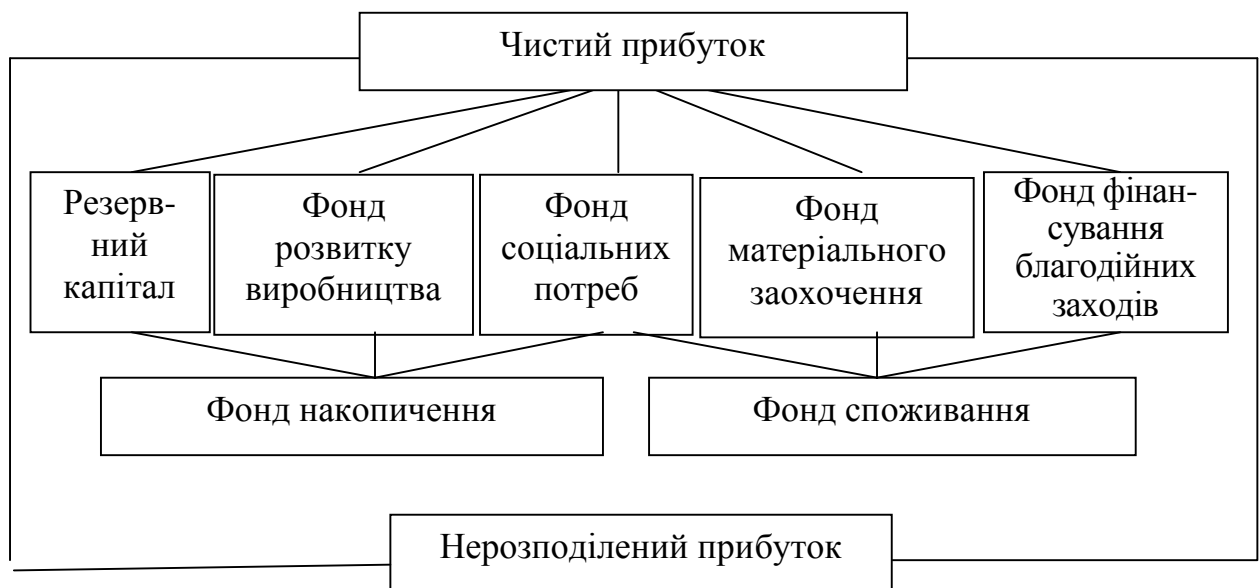 Чистий прибуток
Резерв-
ний
капітал
Фонд
розвитку
виробництва
Фонд
соціальних
потреб
Фонд
матеріального
заохочення
Фонд фінан-
сування
благодійних
заходів
Фонд накопичення
Фонд споживання
Нерозподілений прибуток